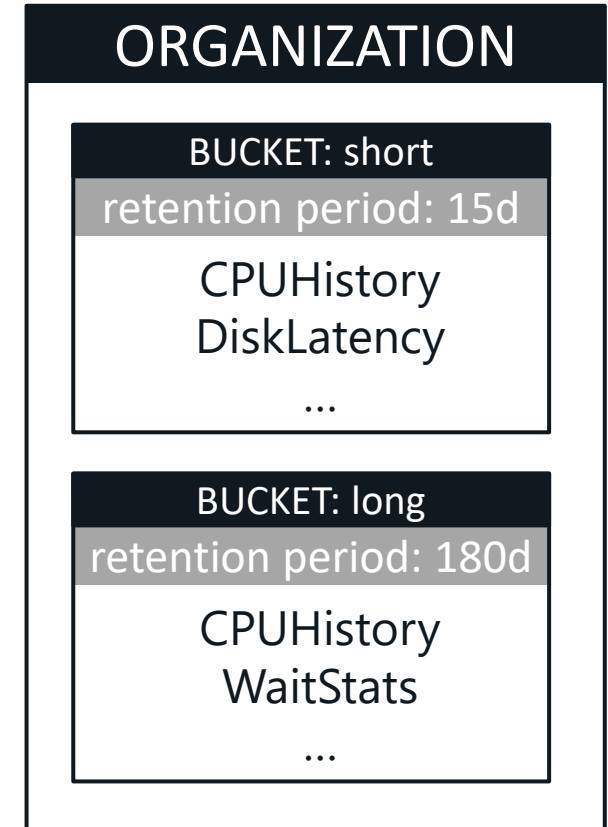 ORGANIZATION
BUCKET: short
retention period: 15d
CPUHistory
DiskLatency
...
BUCKET: long
retention period: 180d
CPUHistory
WaitStats
...